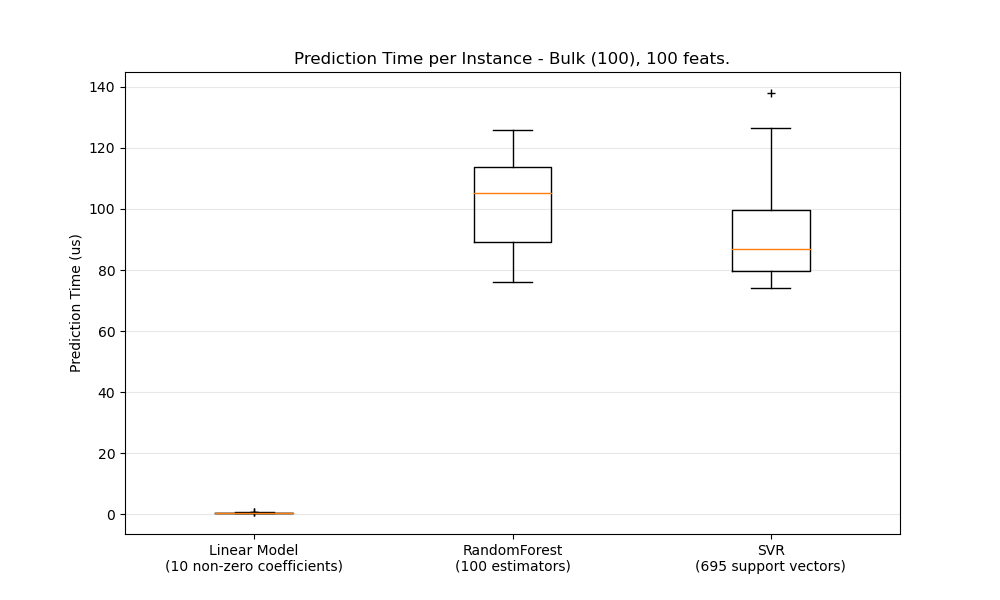 Prediction Time per Instance - Bulk (100), 100 feats.
Prediction Time (us)
140
120
100
80
60
40
20
0
Linear Model
(10 non-zero coefficients)
RandomForest
(100 estimators)
SVR
(695 support vectors)